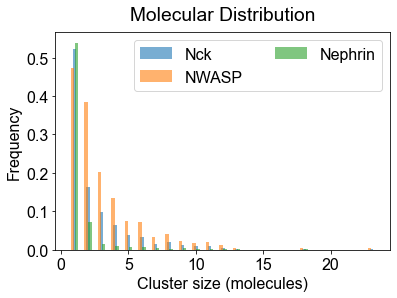 Molecular Distribution
Nck
NWASP
Nephrin
Frequency
0.5
0.4
0.3
0.2
0.1
0.0
0 5 10 15 20
Cluster size (molecules)